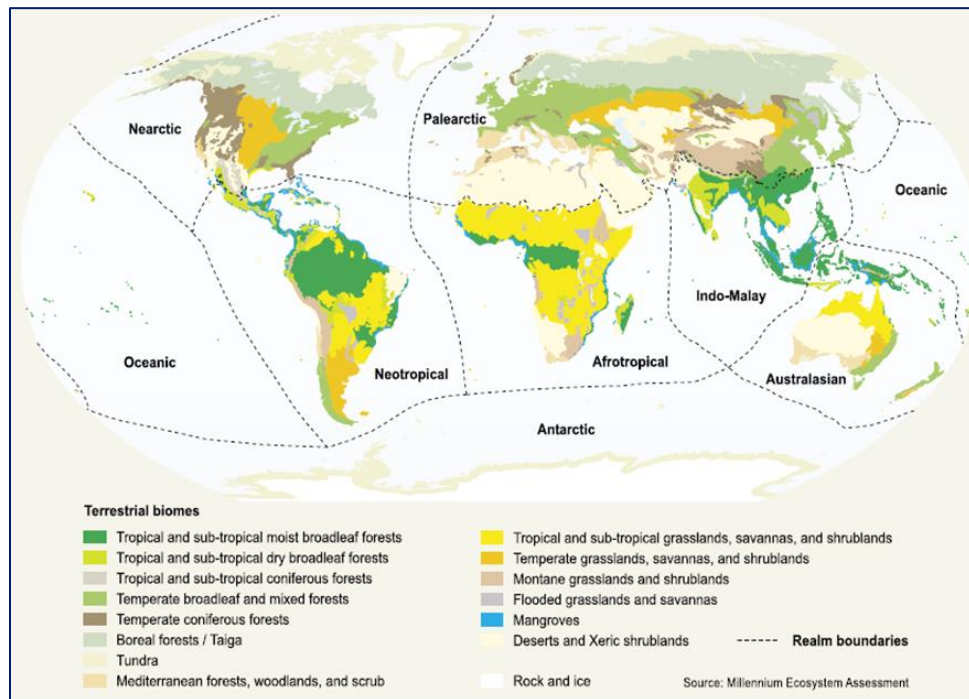 Nearctic
Palearctic
Oceanic
Indo-Malay
Oceanic
Neotropical
Afrotropical
Australasian
Antarctic
Terrestrial biomes
Tropical and sub-tropical moist broadleaf forests
Tropical and sub-tropical dry broadleaf forests
Tropical and sub-tropical coniferous forests
Temperate broadleaf and mixed forests
Temperate coniferous forests
Boreal forests / Taiga
Tundra
Mediterranean forests, woodlands, and scrub
Tropical and sub-tropical grasslands, savannas, and shrublands
Temperate grasslands, savannas, and shrublands
Montane grasslands and shrublands
Flooded grasslands and savannas
Mangroves
Deserts and Xeric shrublands
Rock and ice
Realm boundaries
Source: Millennium Ecosystem Assessment